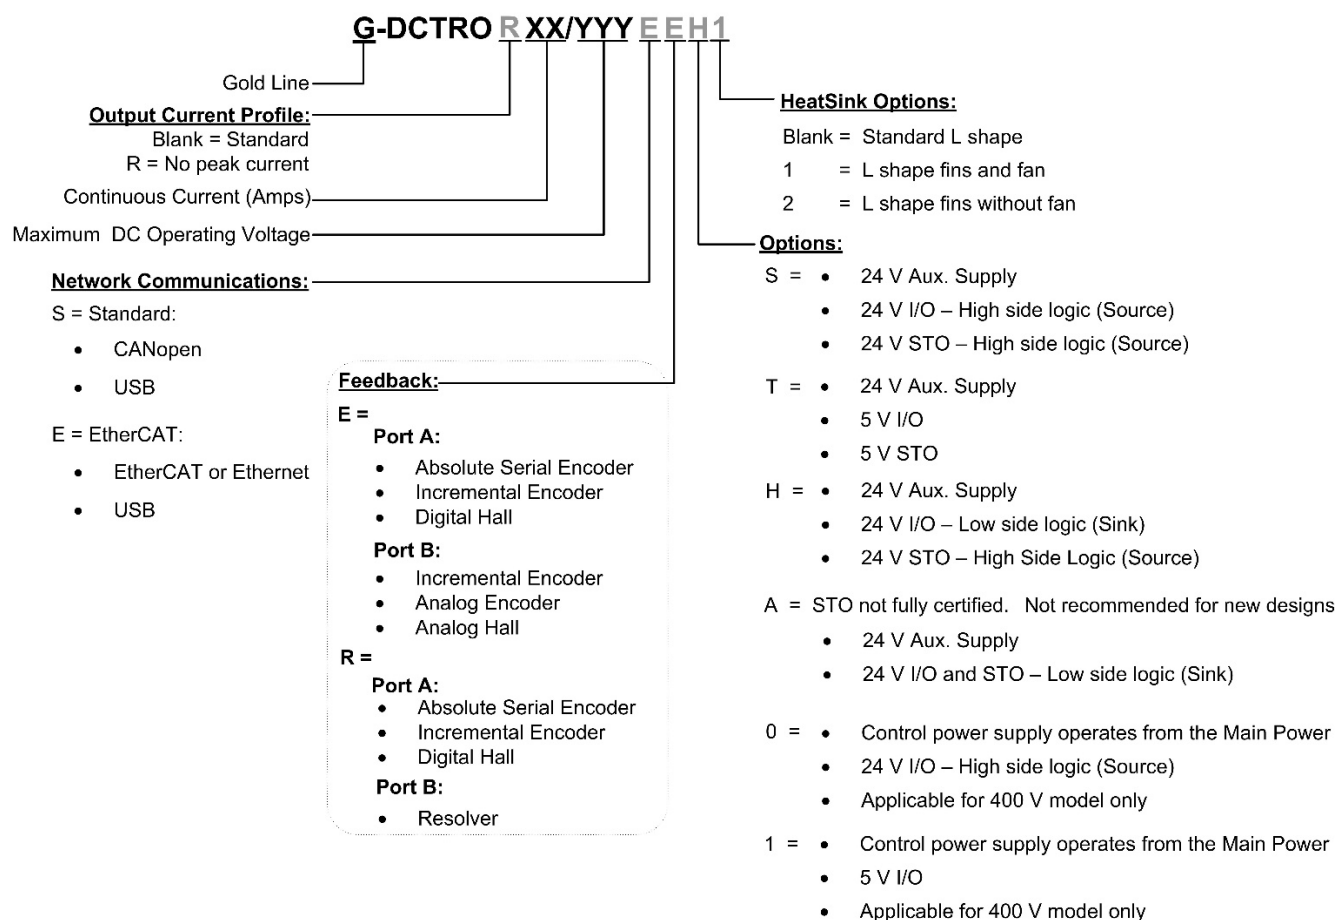 G-DCTRO R XX/YYY E E H 1
Gold Line
Output Current Profile:
Blank = Standard
R = No peak current
Continuous Current (Amps)
Maximum DC Operating Voltage
Network Communications:
S = Standard:
• CANopen
• USB
E = EtherCAT:
• EtherCAT or Ethernet
• USB
Feedback:
E =
Port A:
• Absolute Serial Encoder
• Incremental Encoder
• Digital Hall
Port B:
• Incremental Encoder
• Analog Encoder
• Analog Hall
R =
Port A:
• Absolute Serial Encoder
• Incremental Encoder
• Digital Hall
Port B:
• Resolver
HeatSink Options:
Blank = Standard L shape
1 = L shape fins and fan
2 = L shape fins without fan
Options:
S = • 24 V Aux. Supply
• 24 V I/O – High side logic (Source)
• 24 V STO – High side logic (Source)
T = • 24 V Aux. Supply
• 5 V I/O
• 5 V STO
H = • 24 V Aux. Supply
• 24 V I/O – Low side logic (Sink)
• 24 V STO – High Side Logic (Source)
A = STO not fully certified. Not recommended for new designs
• 24 V Aux. Supply
• 24 V I/O and STO – Low side logic (Sink)
0 = • Control power supply operates from the Main Power
• 24 V I/O – High side logic (Source)
• Applicable for 400 V model only
1 = • Control power supply operates from the Main Power
• 5 V I/O
• Applicable for 400 V model only